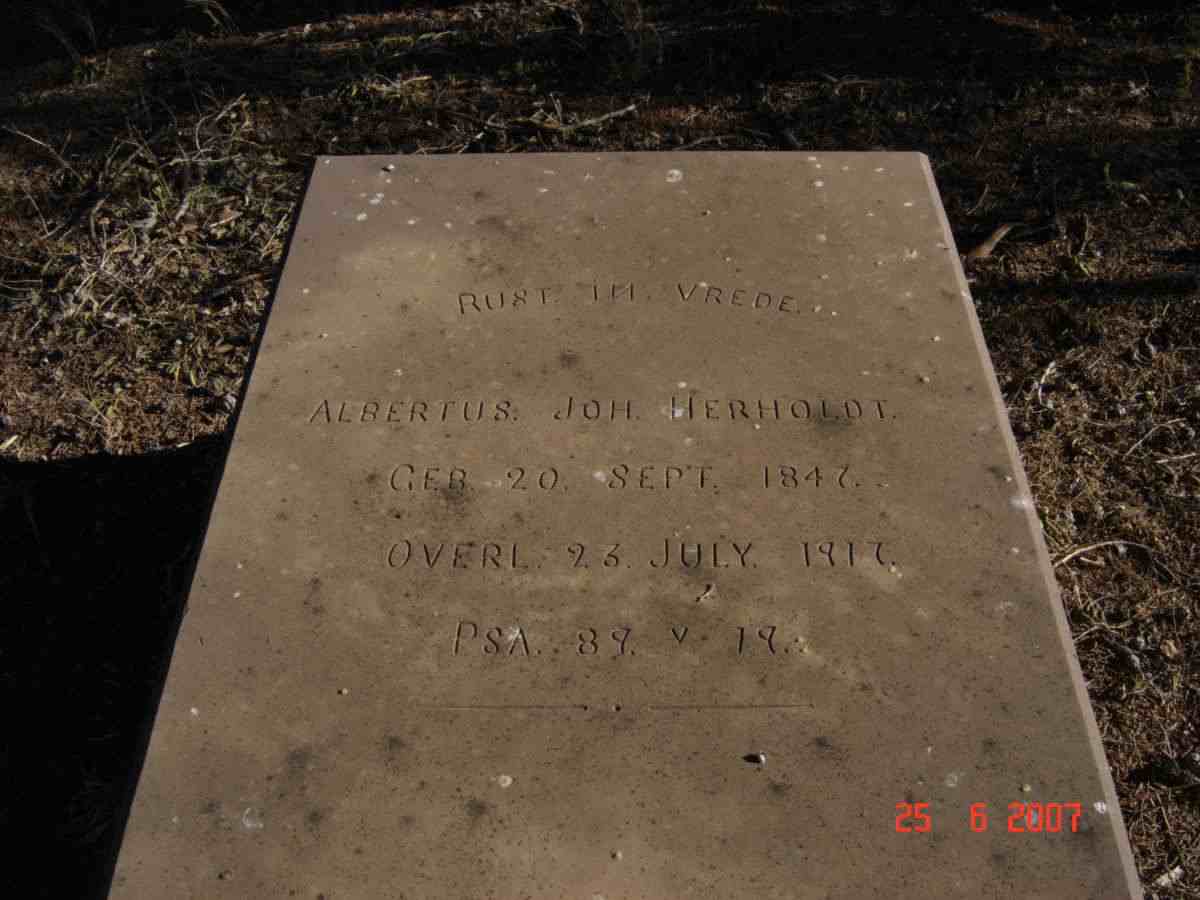 RUST. IN. VREDE.
ALBERTUS. JOH. HERHOLDT.
GEB. 20. SEPT. 1847.
OVERL. 23. JULY. 1917.
PSA. 89. V 19.
25 6 2007